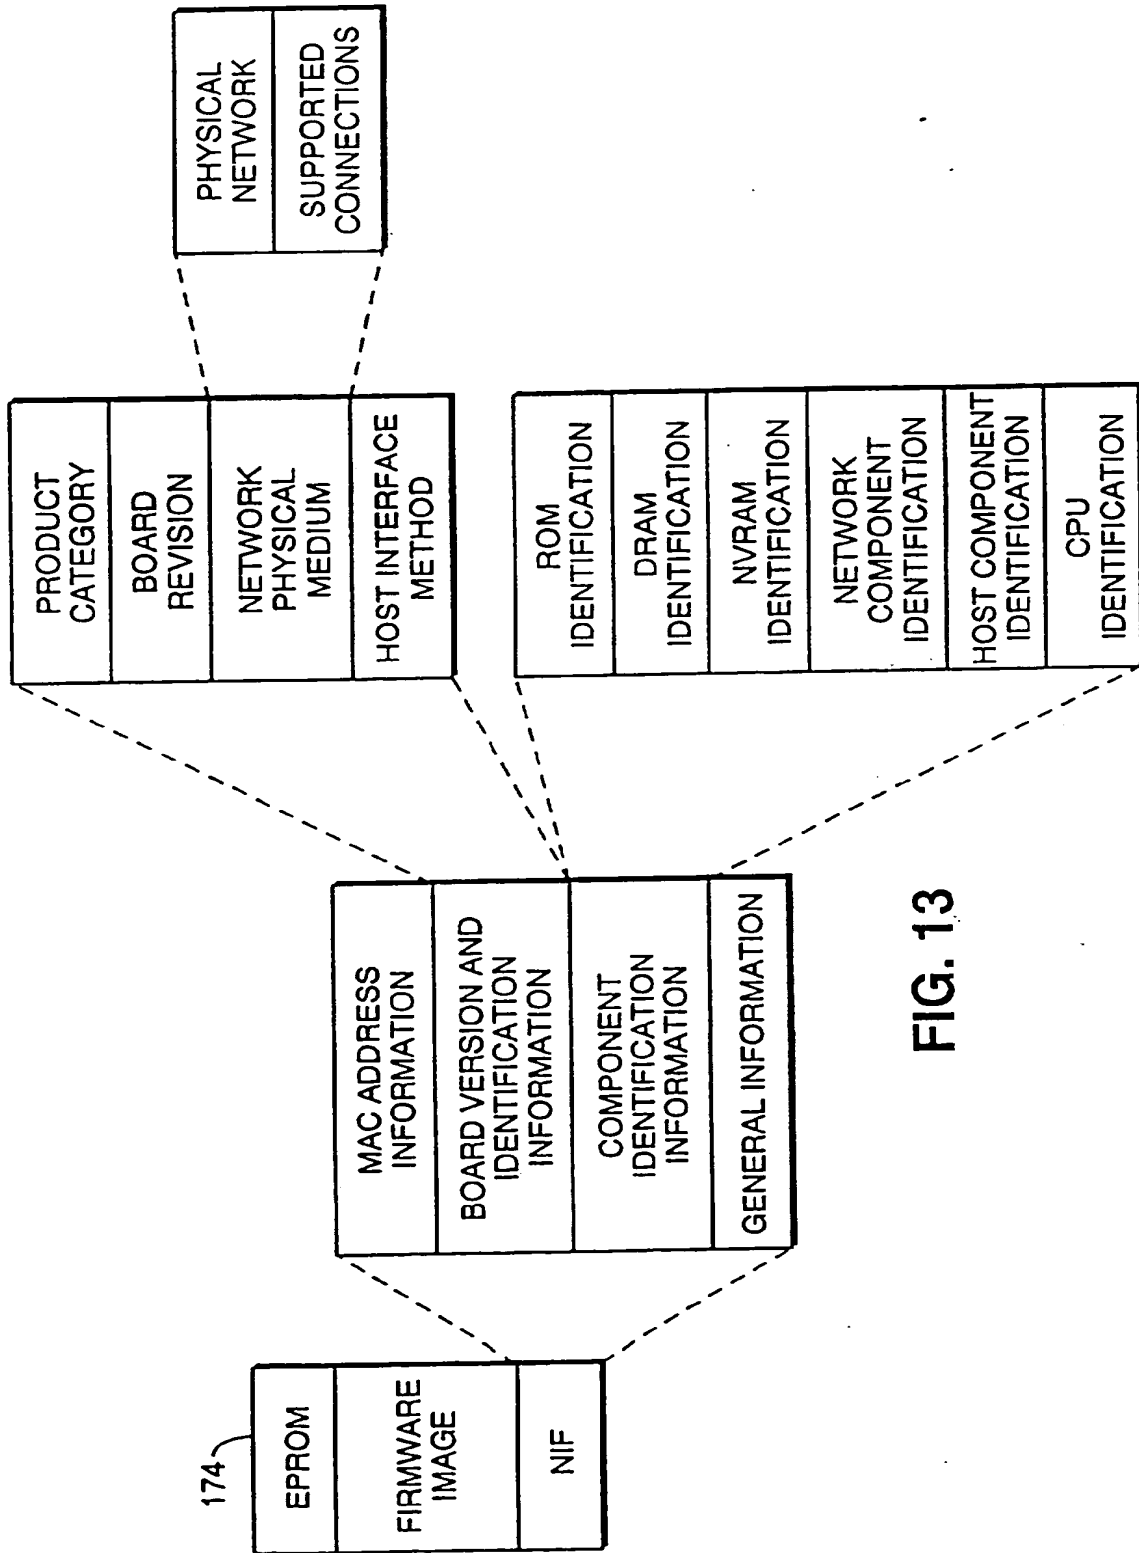 174
EPROM
FIRMWARE
IMAGE
NIF
MAC ADDRESS
INFORMATION
BOARD VERSION AND
IDENTIFICATION
INFORMATION
COMPONENT
IDENTIFICATION
INFORMATION
GENERAL INFORMATION
PRODUCT
CATEGORY
BOARD
REVISION
NETWORK
PHYSICAL
MEDIUM
HOST INTERFACE
METHOD
ROM
IDENTIFICATION
DRAM
IDENTIFICATION
NVRAM
IDENTIFICATION
NETWORK
COMPONENT
IDENTIFICATION
HOST COMPONENT
IDENTIFICATION
CPU
IDENTIFICATION
PHYSICAL
NETWORK
SUPPORTED
CONNECTIONS
FIG. 13